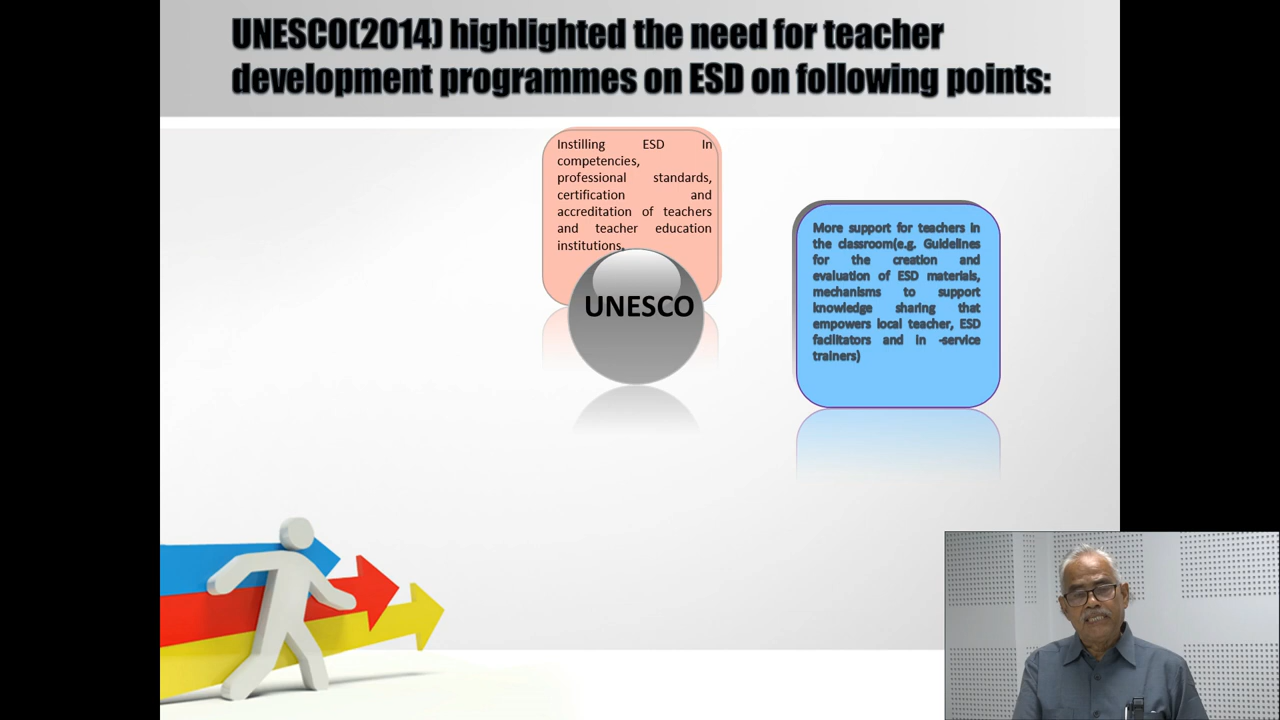 UNESCO(2014) highlighted the need for teacher
development programmes on ESD on following points:
Instilling ESD In
competencies,
professional standards,
certification and
accreditation of teachers
and teacher education
institutions.
UNESCO
More support for teachers in
the classroom(e.g. Guidelines
for the creation and
evaluation of ESD materials,
mechanisms to support
knowledge sharing that
empowers local teacher, ESD
facilitators and in -service
trainers)